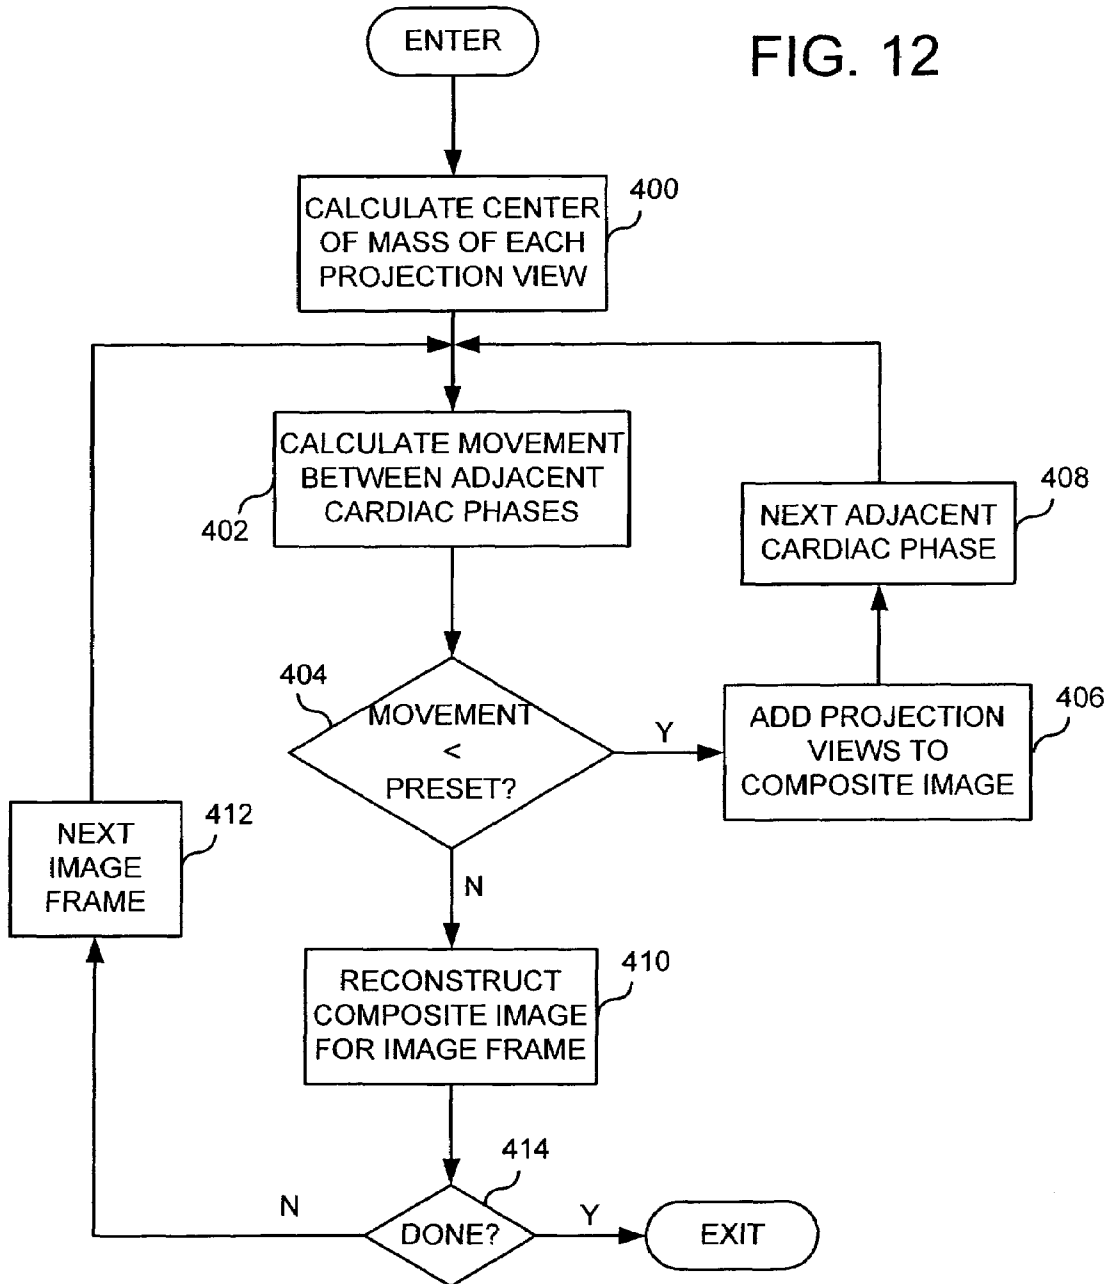 ENTER
FIG. 12
400
CALCULATE CENTER
OF MASS OF EACH
PROJECTION VIEW
CALCULATE MOVEMENT
BETWEEN ADJACENT
CARDIAC PHASES
402
408
NEXT ADJACENT
CARDIAC PHASE
404
MOVEMENT
<
PRESET?
Y
ADD PROJECTION
VIEWS TO
COMPOSITE IMAGE
406
412
NEXT
IMAGE
FRAME
N
410
RECONSTRUCT
COMPOSITE IMAGE
FOR IMAGE FRAME
414
N
DONE?
Y
EXIT